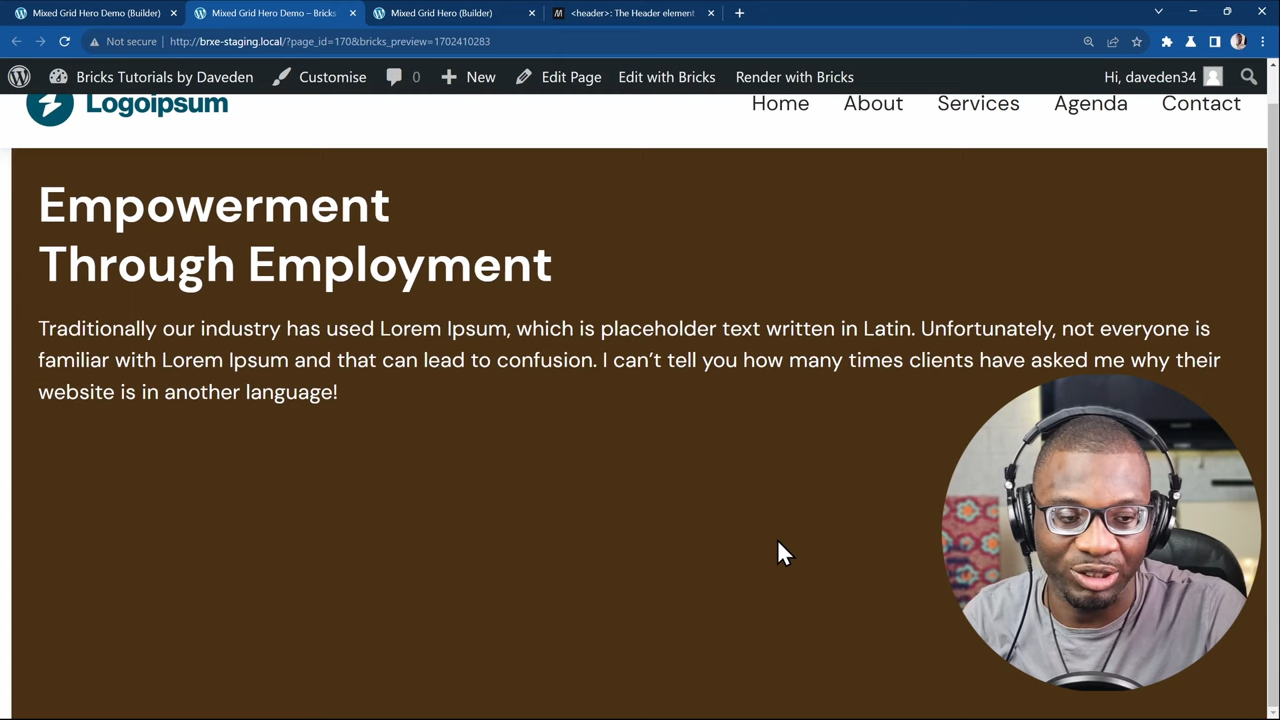 Mixed Grid Hero Demo (Builder)
Mixed Grid Hero Demo – Bricks
Mixed Grid Hero (Builder)
<header>: The Header element
Not secure
http://brxe-staging.local/?page_id=170&bricks_preview=1702410283
Bricks Tutorials by Daveden
Customise
0
New
Edit Page
Edit with Bricks
Render with Bricks
Hi, daveden34
Logoipsum
Home
About
Services
Agenda
Contact
Empowerment
Through Employment
Traditionally our industry has used Lorem Ipsum, which is placeholder text written in Latin. Unfortunately, not everyone is
familiar with Lorem Ipsum and that can lead to confusion. I can’t tell you how many times clients have asked me why their
website is in another language!